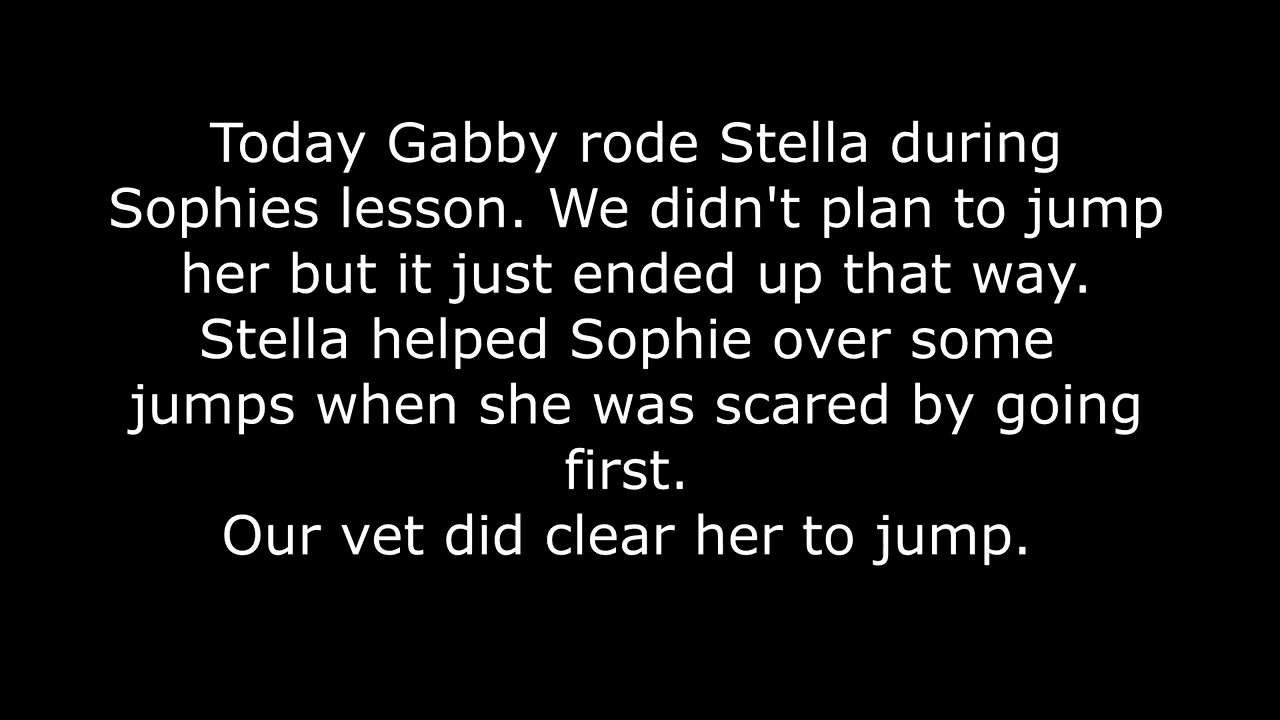 Today Gabby rode Stella during
Sophies lesson. We didn't plan to jump
her but it just ended up that way.
Stella helped Sophie over some
jumps when she was scared by going
first.
Our vet did clear her to jump.